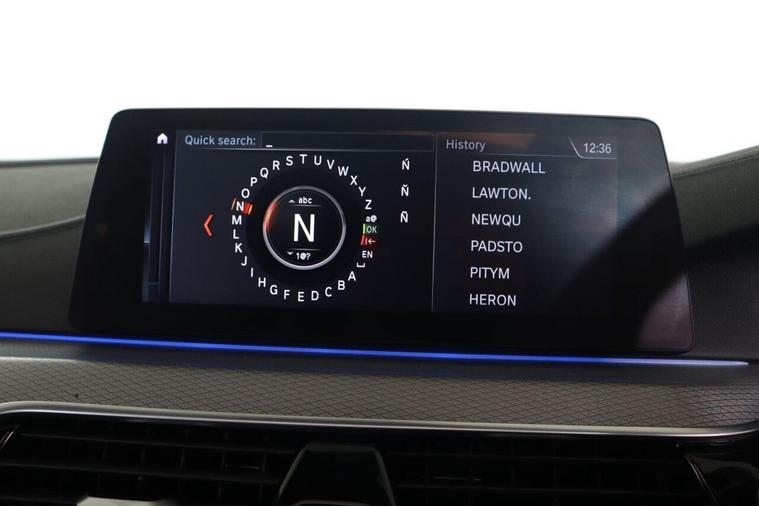 Quick search: _
History
12:36
BRADWALL
LAWTON.
NEWQU
PADSTO
PITYM
HERON
A B C D E F G H I J K L M N O P Q R S T U V W X Y Z
a@
OK
EN
abc
N
1@?
Ń
Ň
Ñ